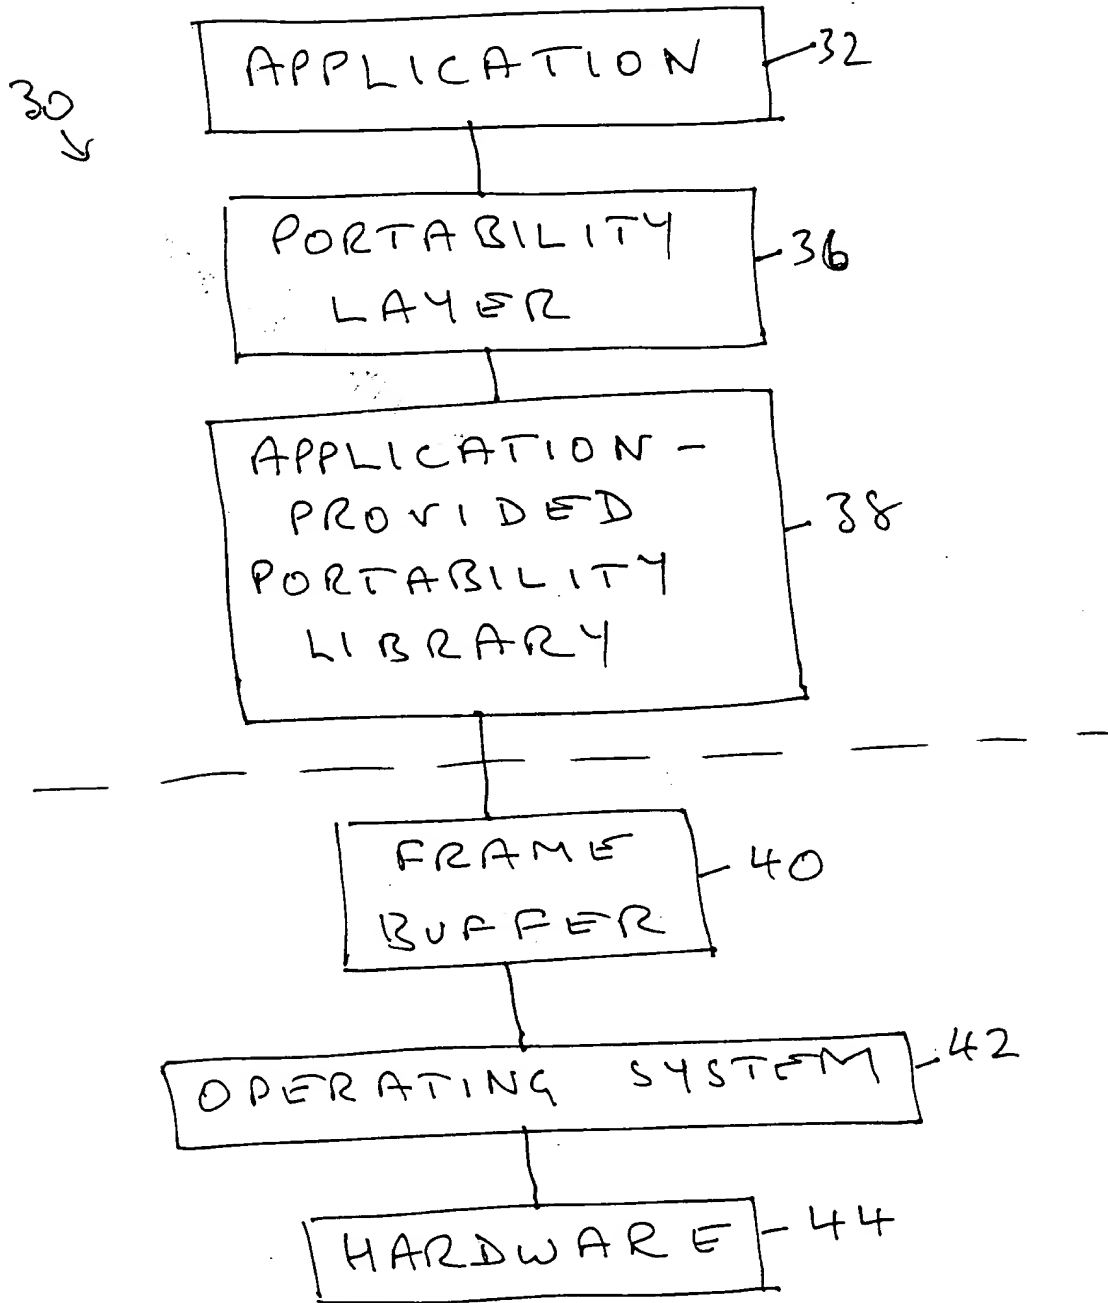 APPLICATION
32
30
PORTABILITY
LAYER
36
APPLICATION-
PROVIDED
PORTABILITY
LIBRARY
38
FRAME
BUFFER
40
OPERATING SYSTEM
42
HARDWARE
44